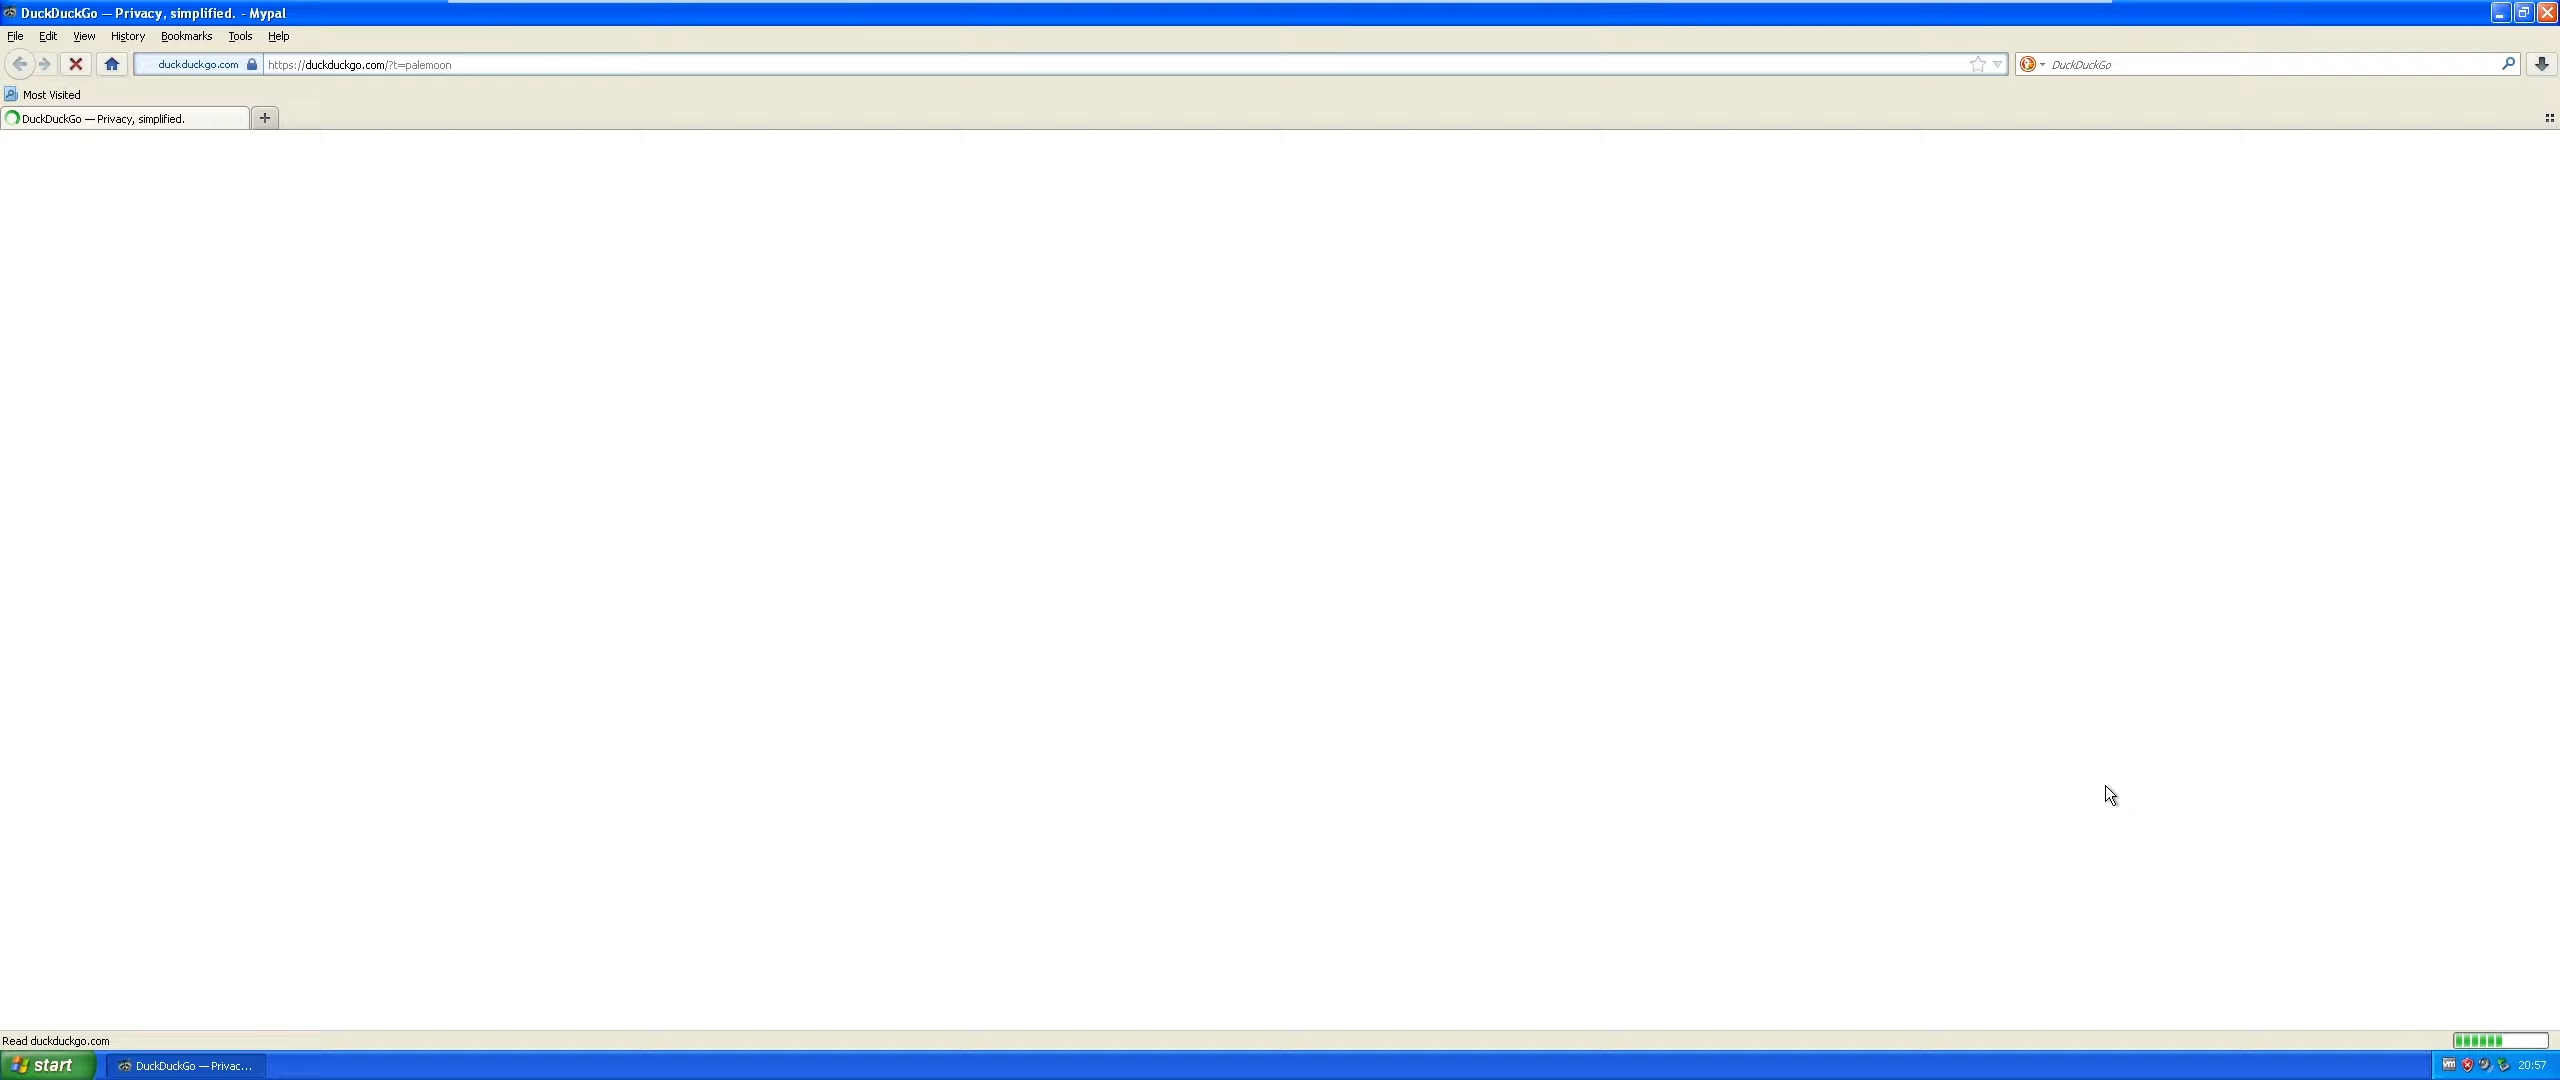 DuckDuckGo — Privacy, simplified. - Mypal
File Edit View History Bookmarks Tools Help
duckduckgo.com https://duckduckgo.com/?t=palemoon DuckDuckGo
Most Visited
DuckDuckGo — Privacy, simplified.
Read duckduckgo.com
start DuckDuckGo — Privac... vm 20:57